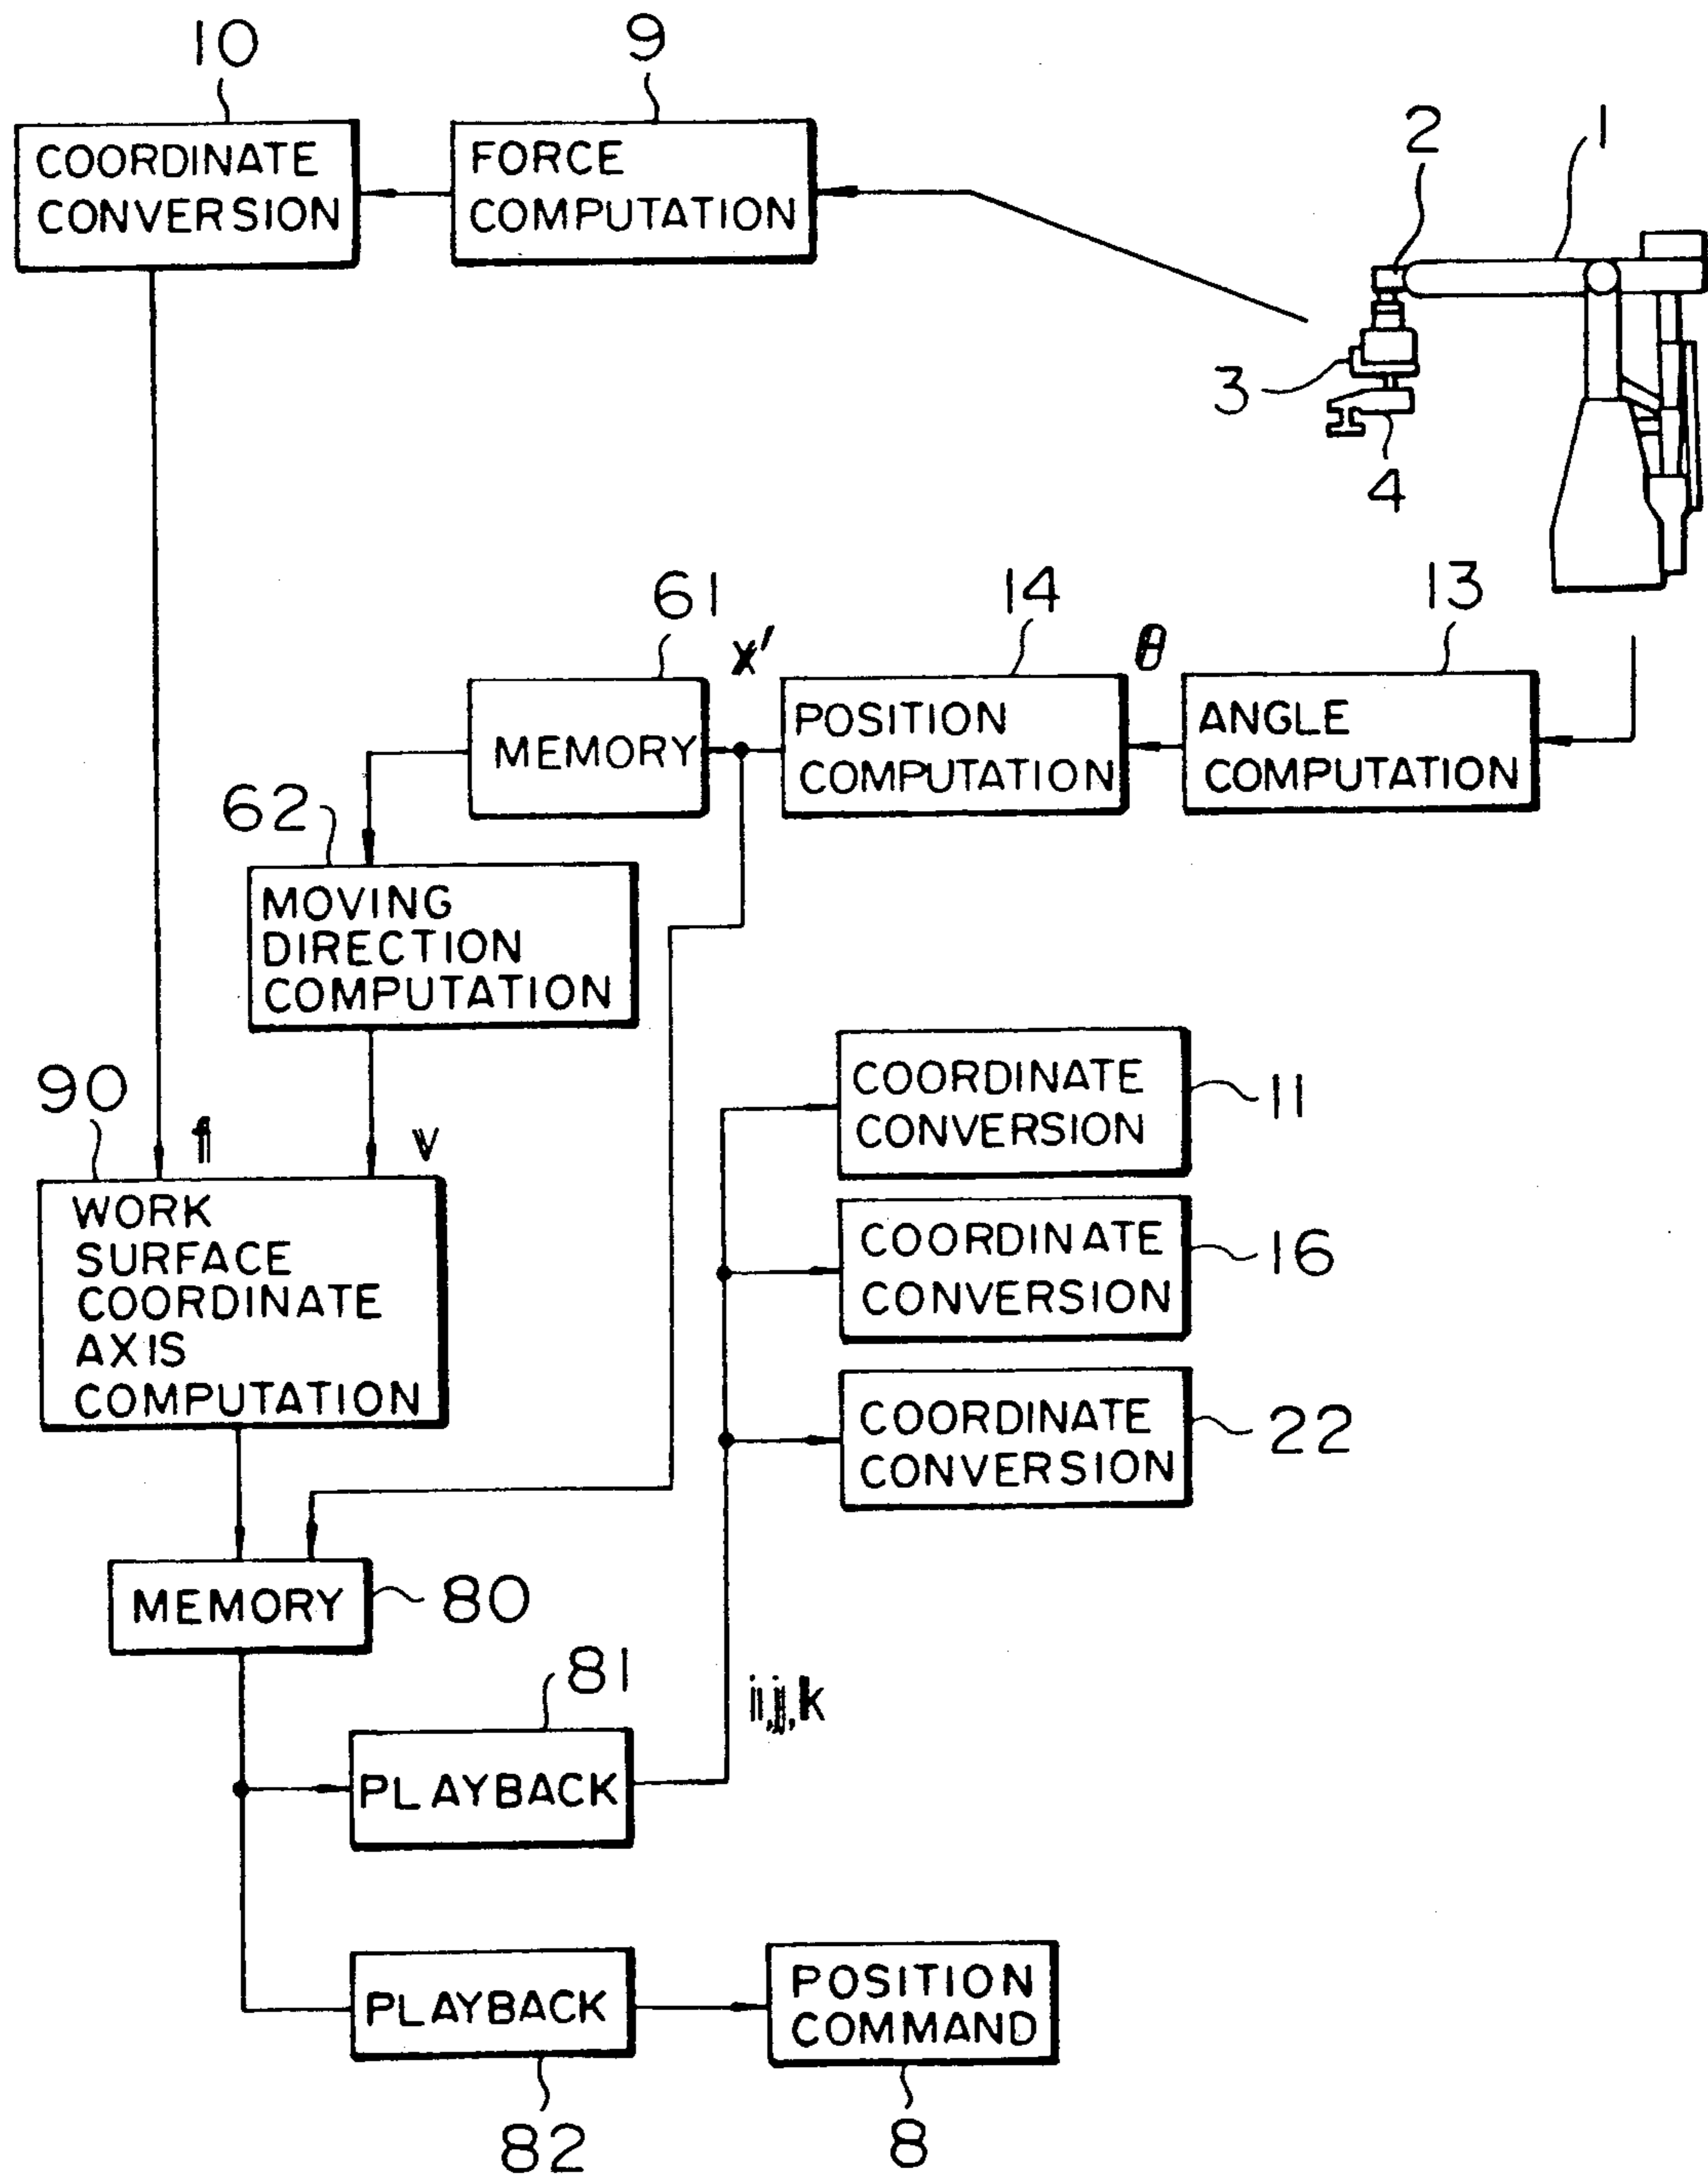 10
9
COORDINATE
CONVERSION
FORCE
COMPUTATION
2
1
3
4
61
x'
14
θ
13
MEMORY
POSITION
COMPUTATION
ANGLE
COMPUTATION
62
MOVING
DIRECTION
COMPUTATION
90
f
v
WORK
SURFACE
COORDINATE
AXIS
COMPUTATION
COORDINATE
CONVERSION
11
COORDINATE
CONVERSION
16
COORDINATE
CONVERSION
22
MEMORY
80
81
i,j,k
PLAYBACK
PLAYBACK
82
POSITION
COMMAND
8